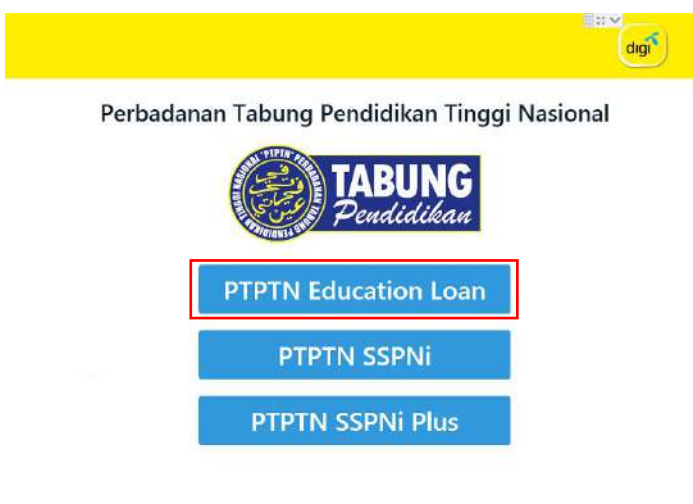 digi
Perbadanan Tabung Pendidikan Tinggi Nasional
TABUNG
Pendidikan
PTPTN Education Loan
PTPTN SSPNi
PTPTN SSPNi Plus